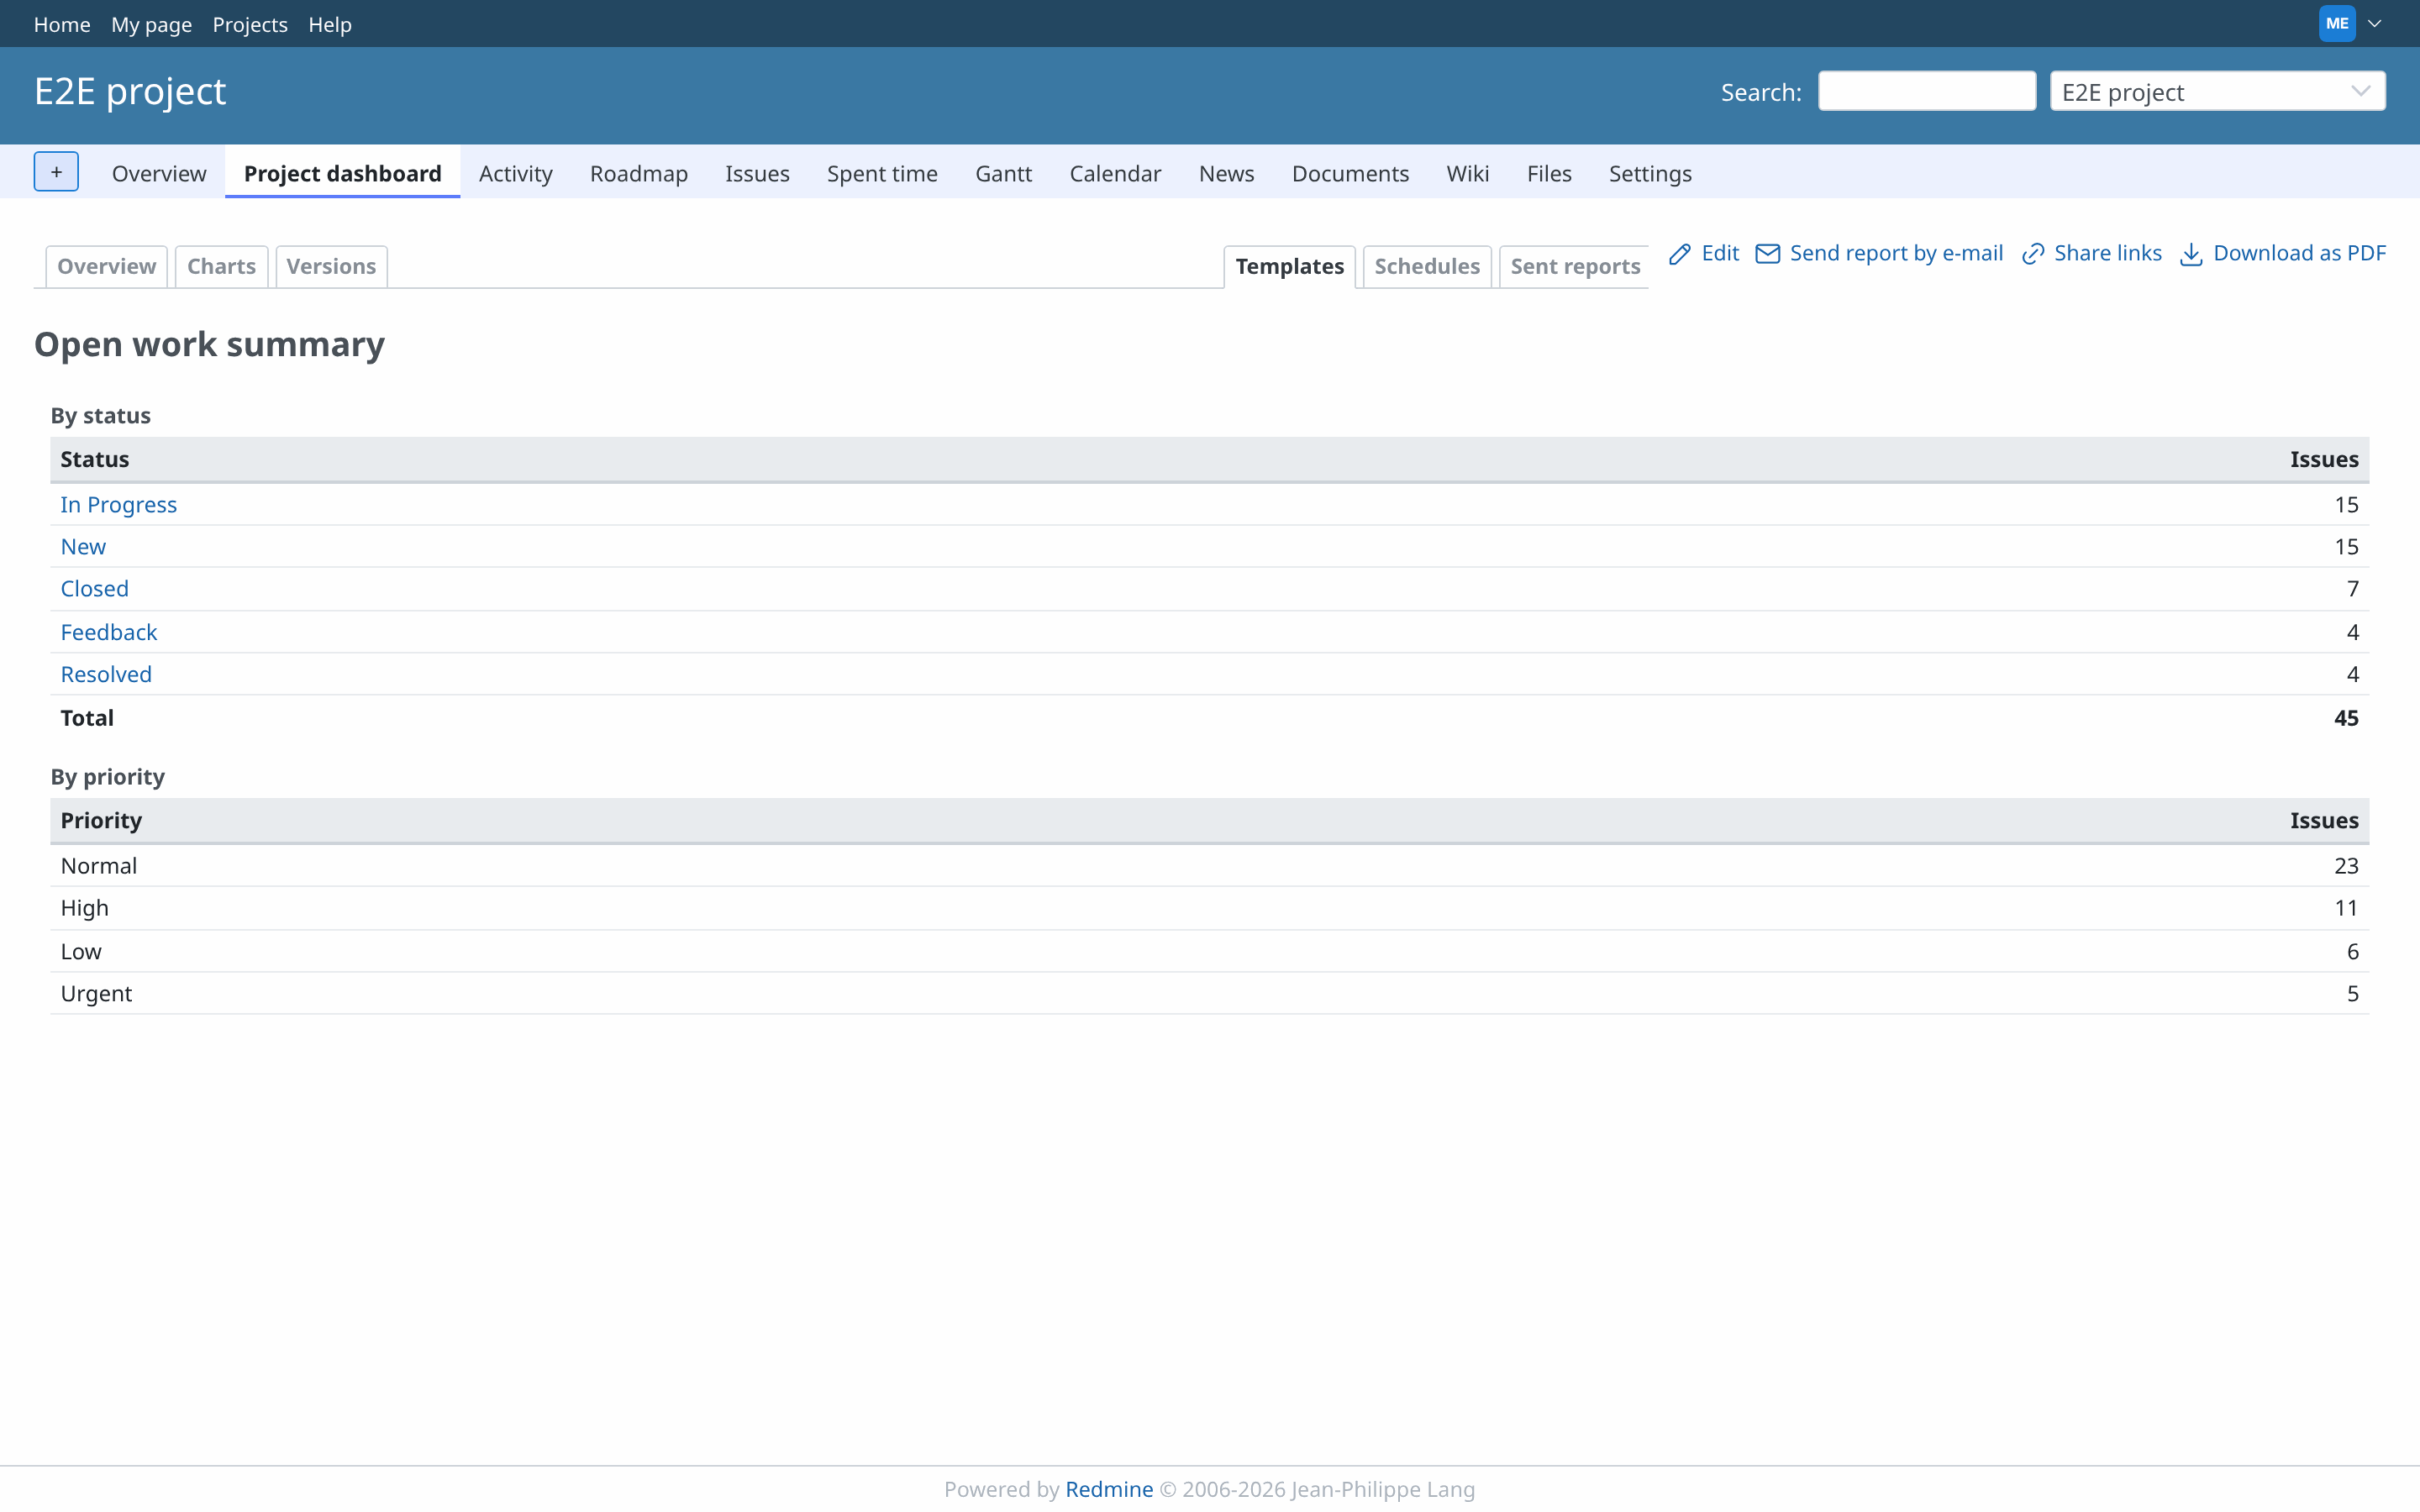 Home My page Projects Help ME
E2E project Search: E2E project
+ Overview Project dashboard Activity Roadmap Issues Spent time Gantt Calendar News Documents Wiki Files Settings
Overview Charts Versions Templates Schedules Sent reports Edit Send report by e-mail Share links Download as PDF
Open work summary
By status
Status Issues
In Progress 15
New 15
Closed 7
Feedback 4
Resolved 4
Total 45
By priority
Priority Issues
Normal 23
High 11
Low 6
Urgent 5
Powered by Redmine © 2006-2026 Jean-Philippe Lang